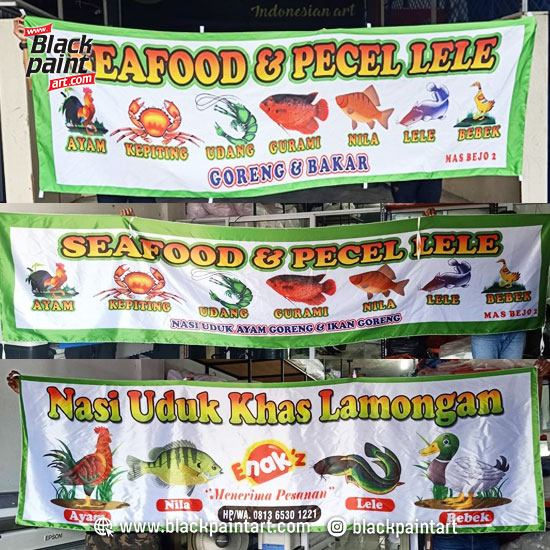 Indonesian art
www.
Black
paint
art.com
SEAFOOD & PECEL LELE
AYAM KEPITING UDANG GURAMI NILA LELE BEBEK
GORENG & BAKAR
MAS BEJO 2
SEAFOOD & PECEL LELE
AYAM KEPITING UDANG GURAMI NILA LELE BEBEK
NASI UDUK AYAM GORENG & IKAN GORENG
MAS BEJO 2
Nasi Uduk Khas Lamongan
Enak'z
"Menerima Pesanan"
HP/WA. 0813 6530 1221
Ayam Nila Lele Bebek
www.blackpaintart.com blackpaintart
EPSON